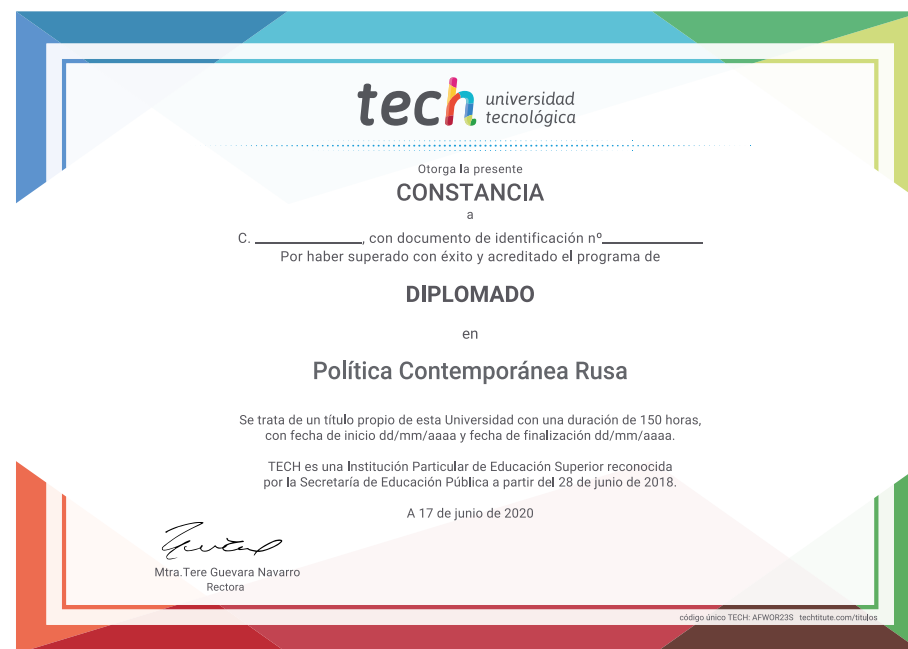 tech universidad
tecnológica
Otorga la presente
CONSTANCIA
a
C. ____________, con documento de identificación nº____________
Por haber superado con éxito y acreditado el programa de
DIPLOMADO
en
Política Contemporánea Rusa
Se trata de un título propio de esta Universidad con una duración de 150 horas,
con fecha de inicio dd/mm/aaaa y fecha de finalización dd/mm/aaaa.
TECH es una Institución Particular de Educación Superior reconocida
por la Secretaría de Educación Pública a partir del 28 de junio de 2018.
A 17 de junio de 2020
Mtra.Tere Guevara Navarro
Rectora
código único TECH: AFWOR23S techtitute.com/titulos